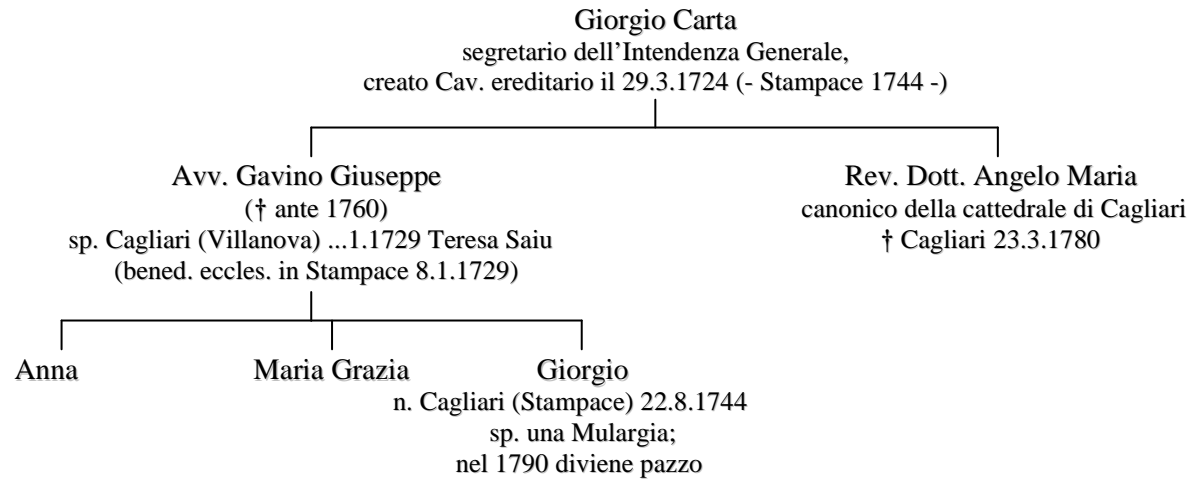 Giorgio Carta
segretario dell'Intendenza Generale,
creato Cav. ereditario il 29.3.1724 (- Stampace 1744 -)
Avv. Gavino Giuseppe
(† ante 1760)
sp. Cagliari (Villanova) ...1.1729 Teresa Saiu
(bened. eccles. in Stampace 8.1.1729)
Rev. Dott. Angelo Maria
canonico della cattedrale di Cagliari
† Cagliari 23.3.1780
Anna
Maria Grazia
Giorgio
n. Cagliari (Stampace) 22.8.1744
sp. una Mulargia;
nel 1790 diviene pazzo